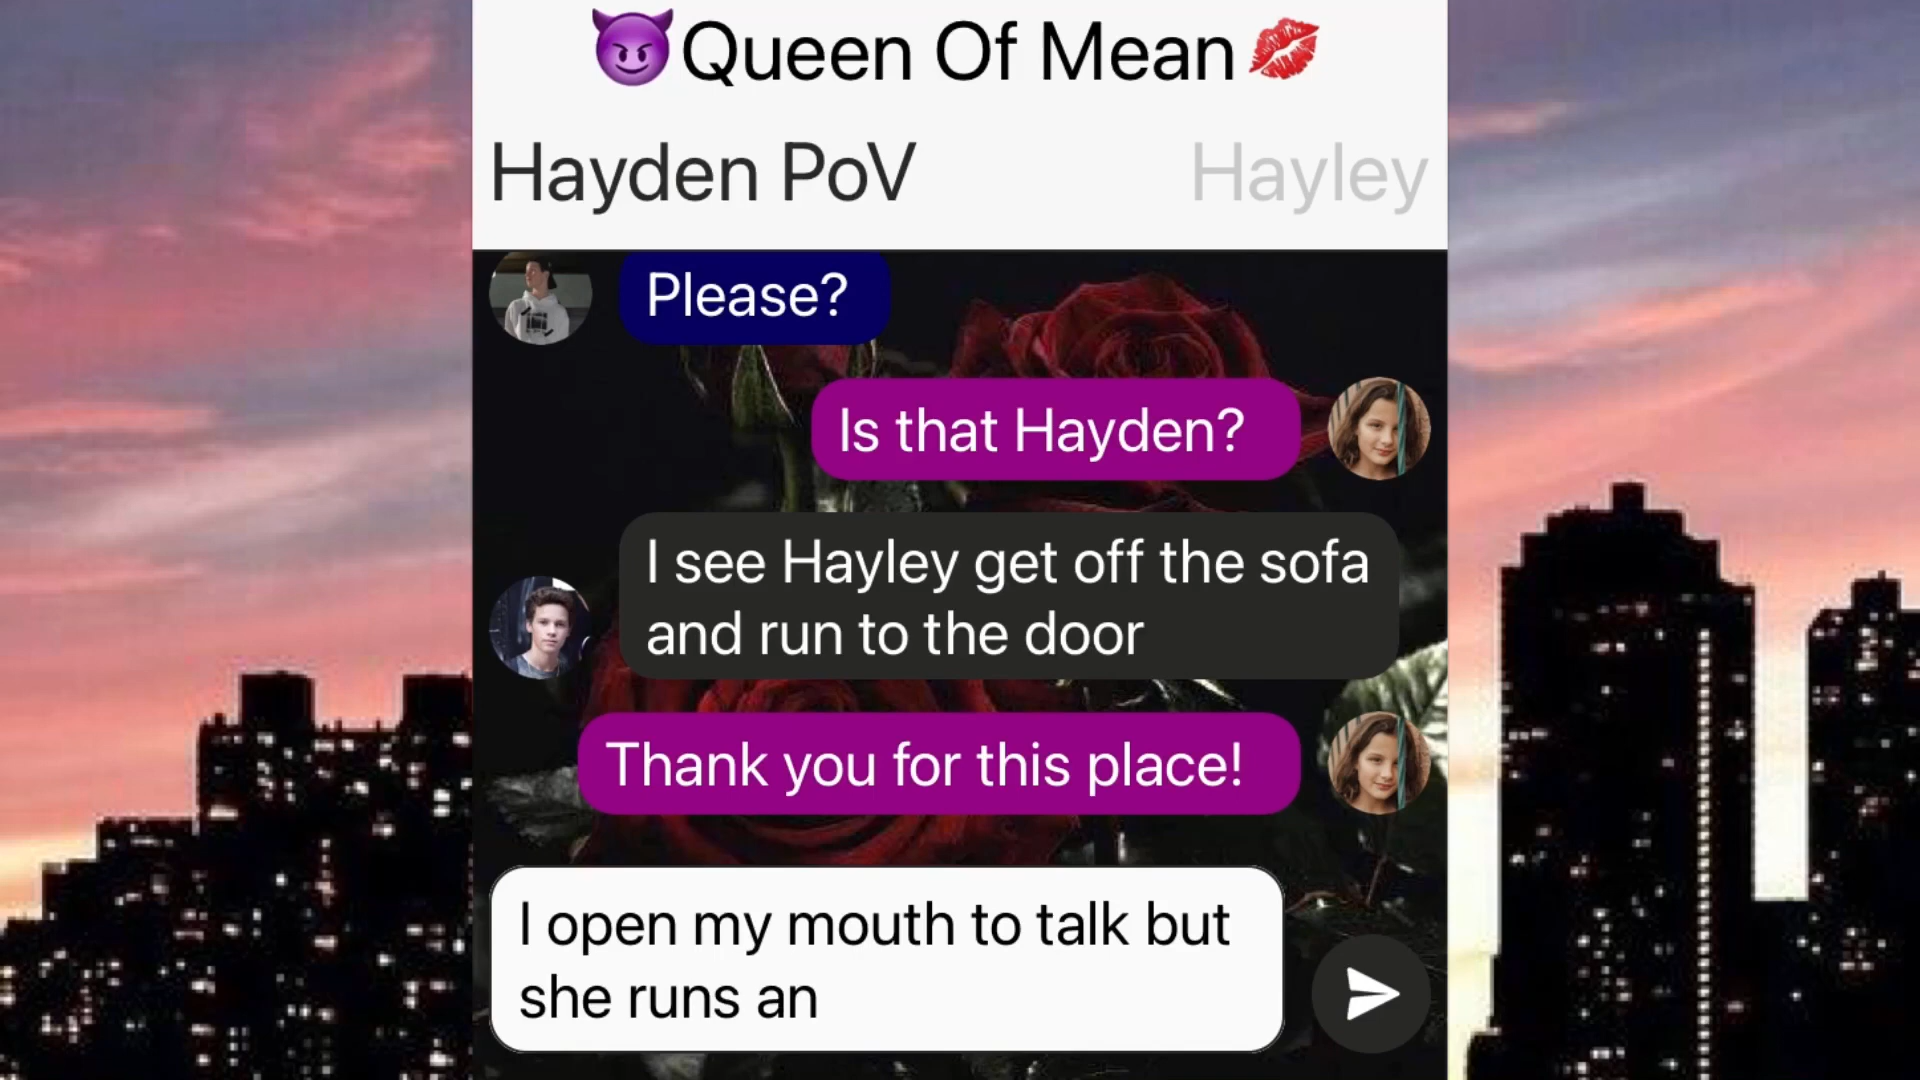 😈Queen Of Mean💋
Hayden PoV
Hayley
Please?
Is that Hayden?
I see Hayley get off the sofa
and run to the door
Thank you for this place!
I open my mouth to talk but
she runs an